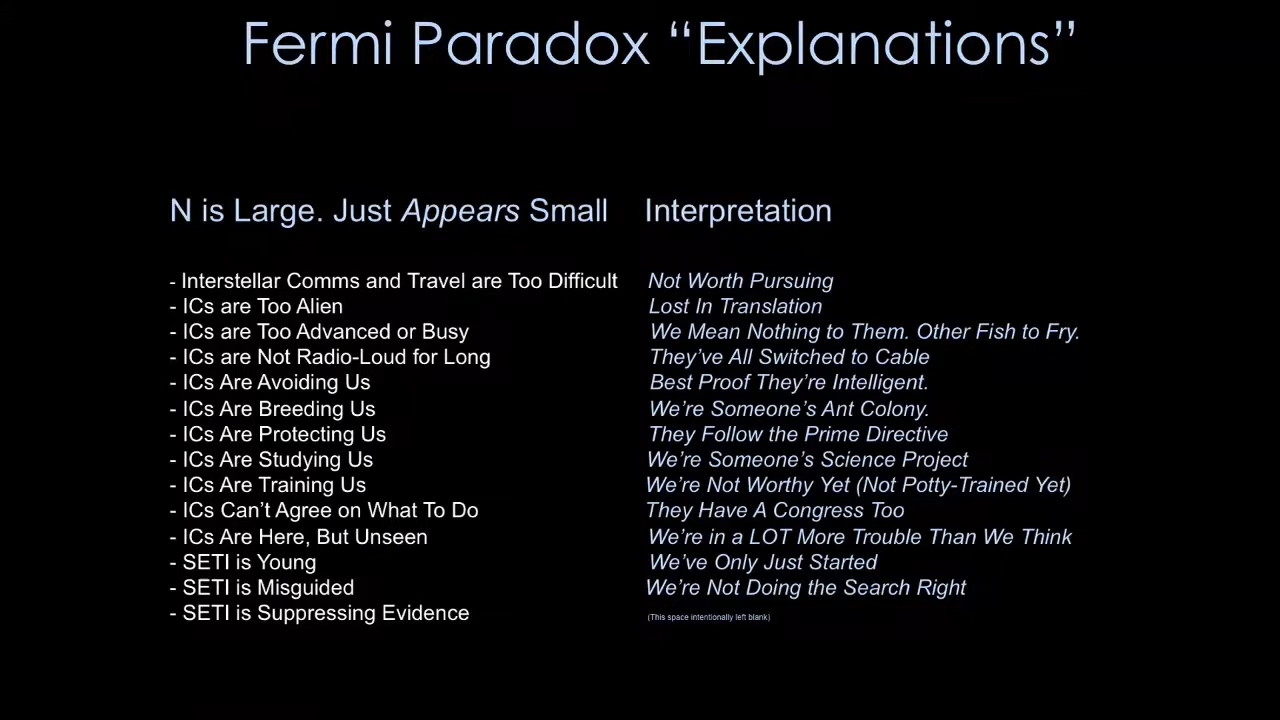 Fermi Paradox “Explanations”
N is Large. Just Appears Small    Interpretation
- Interstellar Comms and Travel are Too Difficult    Not Worth Pursuing
- ICs are Too Alien    Lost In Translation
- ICs are Too Advanced or Busy    We Mean Nothing to Them. Other Fish to Fry.
- ICs are Not Radio-Loud for Long    They’ve All Switched to Cable
- ICs Are Avoiding Us    Best Proof They’re Intelligent.
- ICs Are Breeding Us    We’re Someone’s Ant Colony.
- ICs Are Protecting Us    They Follow the Prime Directive
- ICs Are Studying Us    We’re Someone’s Science Project
- ICs Are Training Us    We’re Not Worthy Yet (Not Potty-Trained Yet)
- ICs Can’t Agree on What To Do    They Have A Congress Too
- ICs Are Here, But Unseen    We’re in a LOT More Trouble Than We Think
- SETI is Young    We’ve Only Just Started
- SETI is Misguided    We’re Not Doing the Search Right
- SETI is Suppressing Evidence    (This space intentionally left blank)